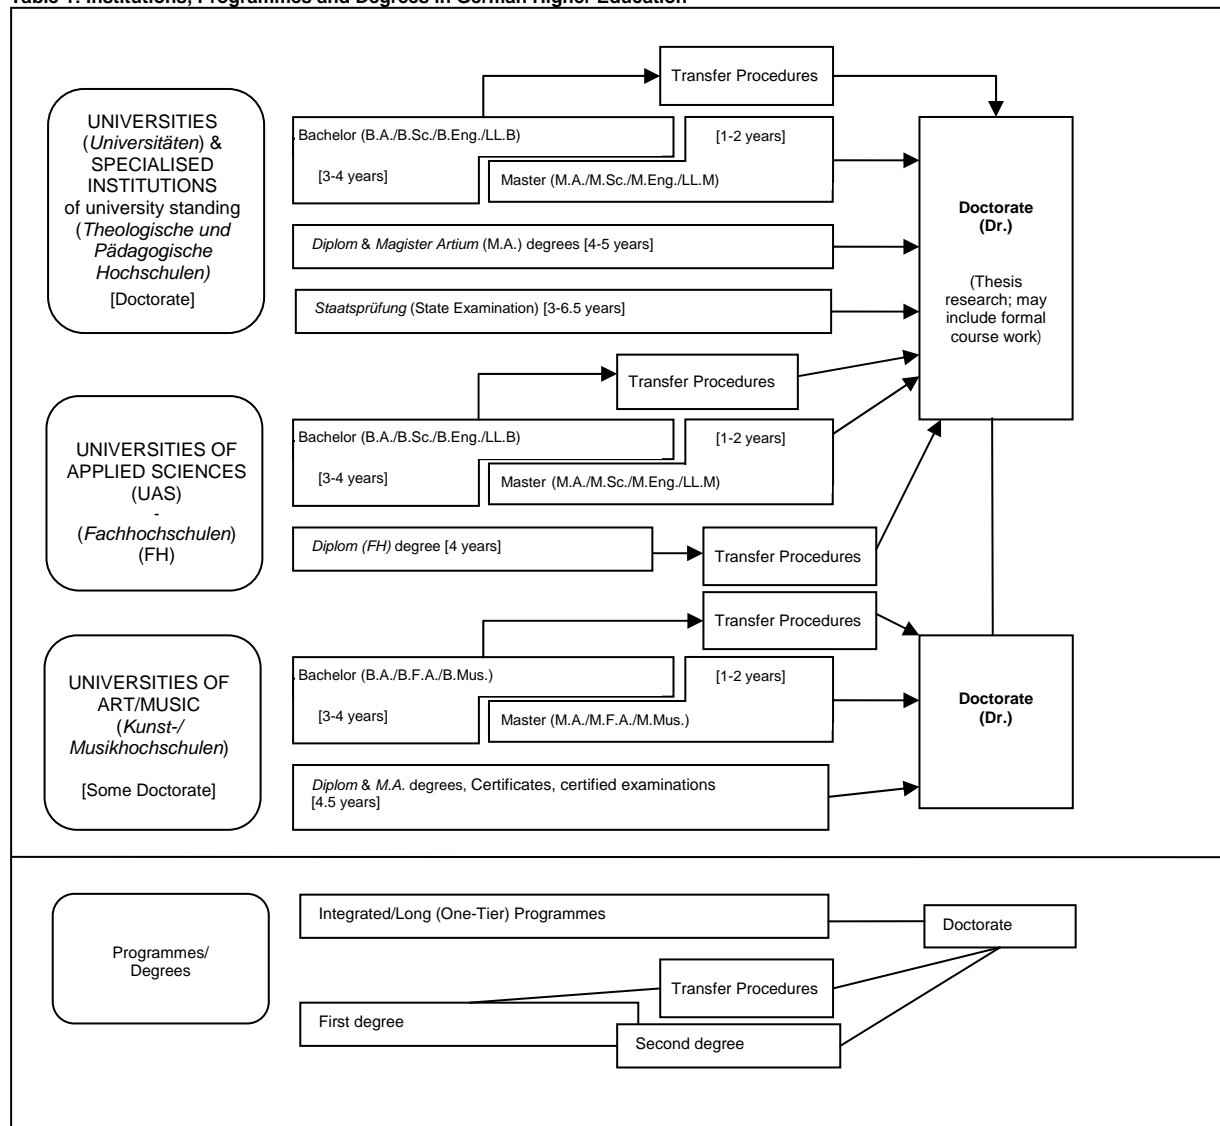 Table 1: Institutions, Programmes and Degrees in German Higher Education
Transfer Procedures
UNIVERSITIES
(Universitäten) &
SPECIALISED
INSTITUTIONS
of university standing
(Theologische und
Pädagogische
Hochschulen)
[Doctorate]
Bachelor (B.A./B.Sc./B.Eng./LL.B)
[3-4 years]
[1-2 years]
Master (M.A./M.Sc./M.Eng./LL.M)
Diplom & Magister Artium (M.A.) degrees [4-5 years]
Staatsprüfung (State Examination) [3-6.5 years]
Doctorate
(Dr.)
(Thesis
research; may
include formal
course work)
Transfer Procedures
UNIVERSITIES OF
APPLIED SCIENCES
(UAS)
-
(Fachhochschulen)
(FH)
Bachelor (B.A./B.Sc./B.Eng./LL.B)
[3-4 years]
[1-2 years]
Master (M.A./M.Sc./M.Eng./LL.M)
Diplom (FH) degree [4 years]
Transfer Procedures
Transfer Procedures
UNIVERSITIES OF
ART/MUSIC
(Kunst-/
Musikhochschulen)
[Some Doctorate]
Bachelor (B.A./B.F.A./B.Mus.)
[3-4 years]
[1-2 years]
Master (M.A./M.F.A./M.Mus.)
Diplom & M.A. degrees, Certificates, certified examinations
[4.5 years]
Doctorate
(Dr.)
Programmes/
Degrees
Integrated/Long (One-Tier) Programmes
Doctorate
Transfer Procedures
First degree
Second degree